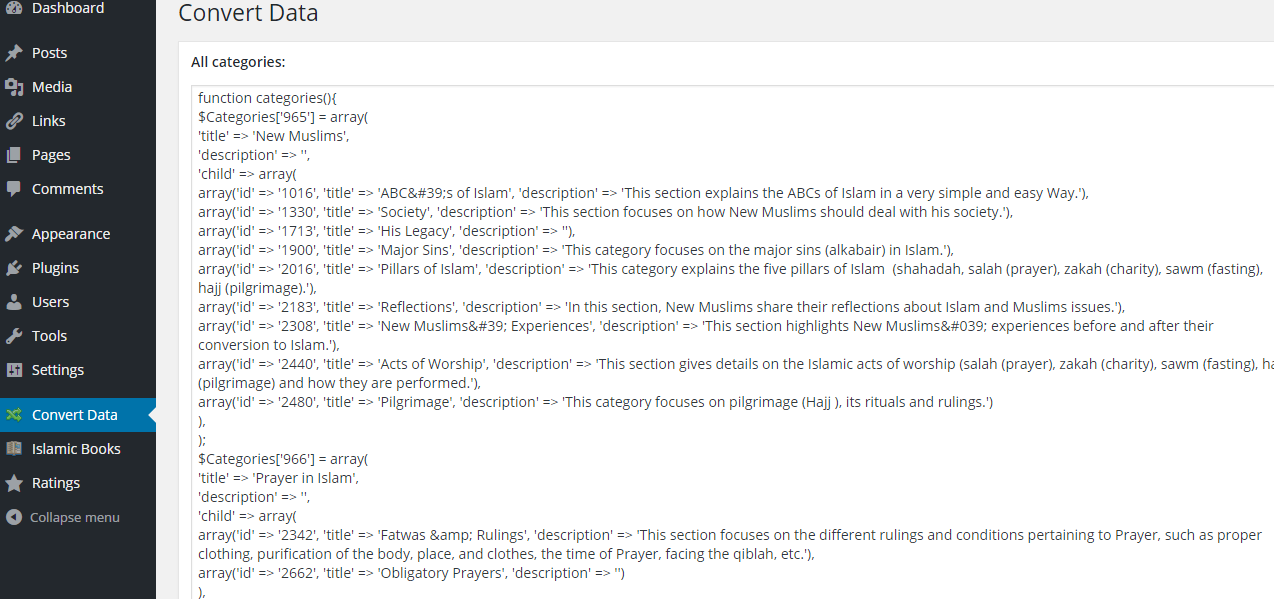 Dashboard
Posts
Media
Links
Pages
Comments
Appearance
Plugins
Users
Tools
Settings
Convert Data
Islamic Books
Ratings
Collapse menu
Convert Data
All categories:
function categories(){
$Categories['965'] = array(
'title' => 'New Muslims',
'description' => '',
'child' => array(
array('id' => '1016', 'title' => 'ABC&#39;s of Islam', 'description' => 'This section explains the ABCs of Islam in a very simple and easy Way.'),
array('id' => '1330', 'title' => 'Society', 'description' => 'This section focuses on how New Muslims should deal with his society.'),
array('id' => '1713', 'title' => 'His Legacy', 'description' => ''),
array('id' => '1900', 'title' => 'Major Sins', 'description' => 'This category focuses on the major sins (alkabair) in Islam.'),
array('id' => '2016', 'title' => 'Pillars of Islam', 'description' => 'This category explains the five pillars of Islam  (shahadah, salah (prayer), zakah (charity), sawm (fasting),
hajj (pilgrimage).'),
array('id' => '2183', 'title' => 'Reflections', 'description' => 'In this section, New Muslims share their reflections about Islam and Muslims issues.'),
array('id' => '2308', 'title' => 'New Muslims&#39; Experiences', 'description' => 'This section highlights New Muslims&#039; experiences before and after their
conversion to Islam.'),
array('id' => '2440', 'title' => 'Acts of Worship', 'description' => 'This section gives details on the Islamic acts of worship (salah (prayer), zakah (charity), sawm (fasting),
(pilgrimage) and how they are performed.'),
array('id' => '2480', 'title' => 'Pilgrimage', 'description' => 'This category focuses on pilgrimage (Hajj ), its rituals and rulings.')
),
);
$Categories['966'] = array(
'title' => 'Prayer in Islam',
'description' => '',
'child' => array(
array('id' => '2342', 'title' => 'Fatwas &amp; Rulings', 'description' => 'This section focuses on the different rulings and conditions pertaining to Prayer, such as proper
clothing, purification of the body, place, and clothes, the time of Prayer, facing the qiblah, etc.'),
array('id' => '2662', 'title' => 'Obligatory Prayers', 'description' => '')
),